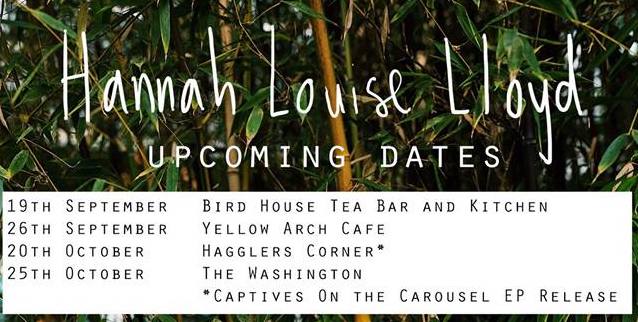 Hannah Louise Lloyd
UPCOMING DATES
19TH SEPTEMBER BIRD HOUSE TEA BAR AND KITCHEN
26TH SEPTEMBER YELLOW ARCH CAFE
20TH OCTOBER HAGGLERS CORNER*
25TH OCTOBER THE WASHINGTON
*CAPTIVES ON THE CAROUSEL EP RELEASE